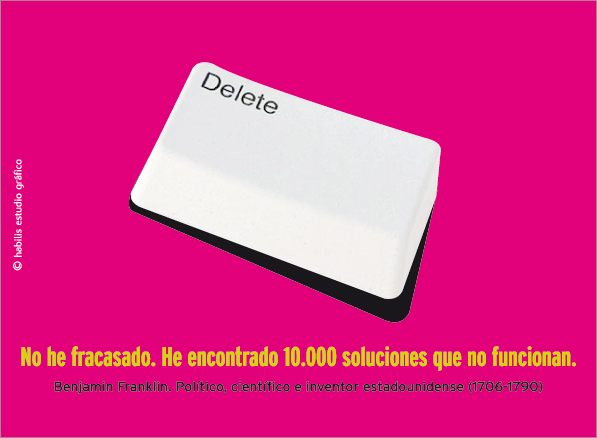 Delete
© habilis estudio gráfico
No he fracasado. He encontrado 10.000 soluciones que no funcionan.
Benjamin Franklin. Político, científico e inventor estadounidense (1706-1790)